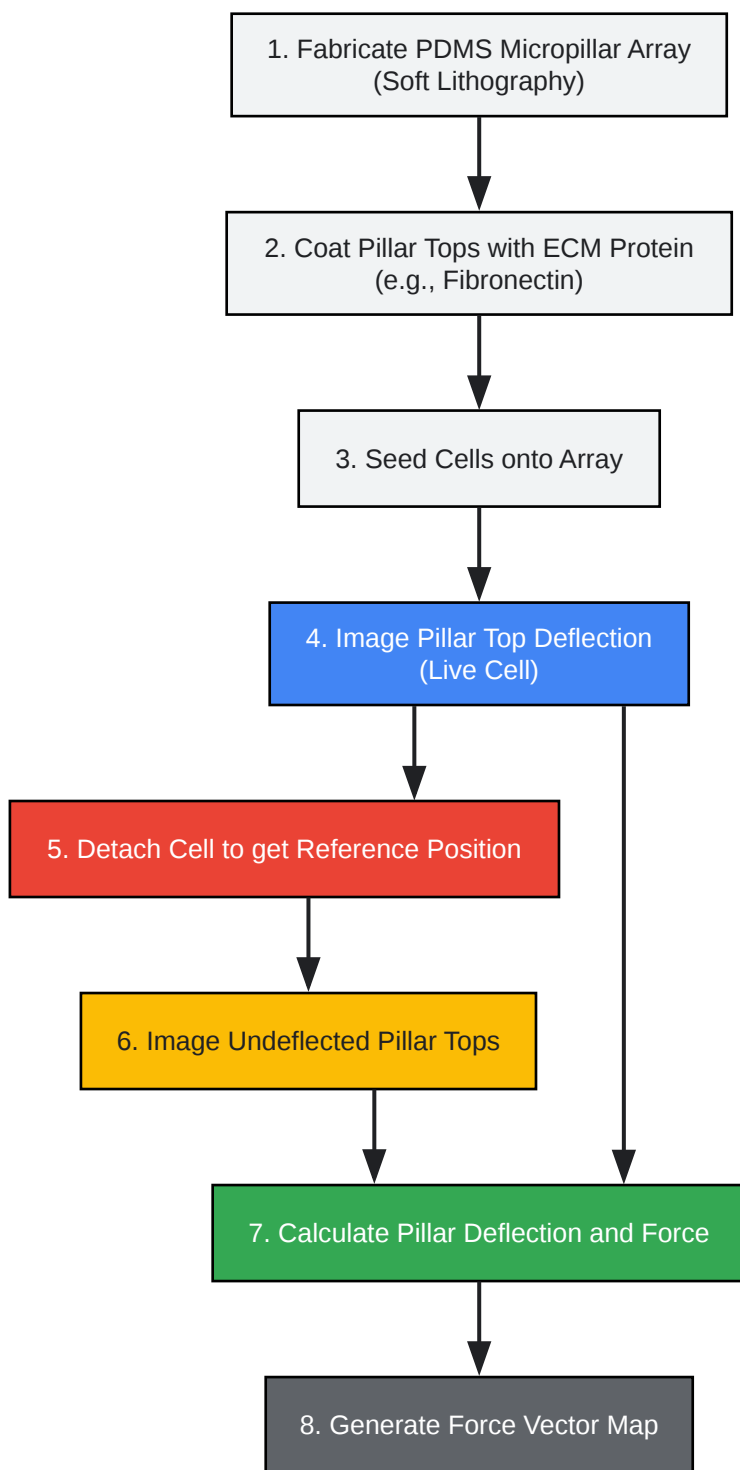 1. Fabricate PDMS Micropillar Array
(Soft Lithography)
2. Coat Pillar Tops with ECM Protein
(e.g., Fibronectin)
3. Seed Cells onto Array
4. Image Pillar Top Deflection
(Live Cell)
5. Detach Cell to get Reference Position
6. Image Undeflected Pillar Tops
7. Calculate Pillar Deflection and Force
8. Generate Force Vector Map